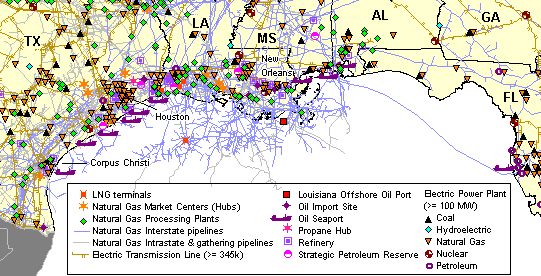 TX
LA
MS
AL
GA
FL
New
Orleans
Houston
Corpus Christi
LNG terminals
Natural Gas Market Centers (Hubs)
Natural Gas Processing Plants
Natural Gas Interstate pipelines
Natural Gas Intrastate & gathering pipelines
Electric Transmission Line (>= 345k)
Louisiana Offshore Oil Port
Oil Import Site
Oil Seaport
Propane Hub
Refinery
Strategic Petroleum Reserve
Electric Power Plant
(>= 100 MW)
Coal
Hydroelectric
Natural Gas
Nuclear
Petroleum